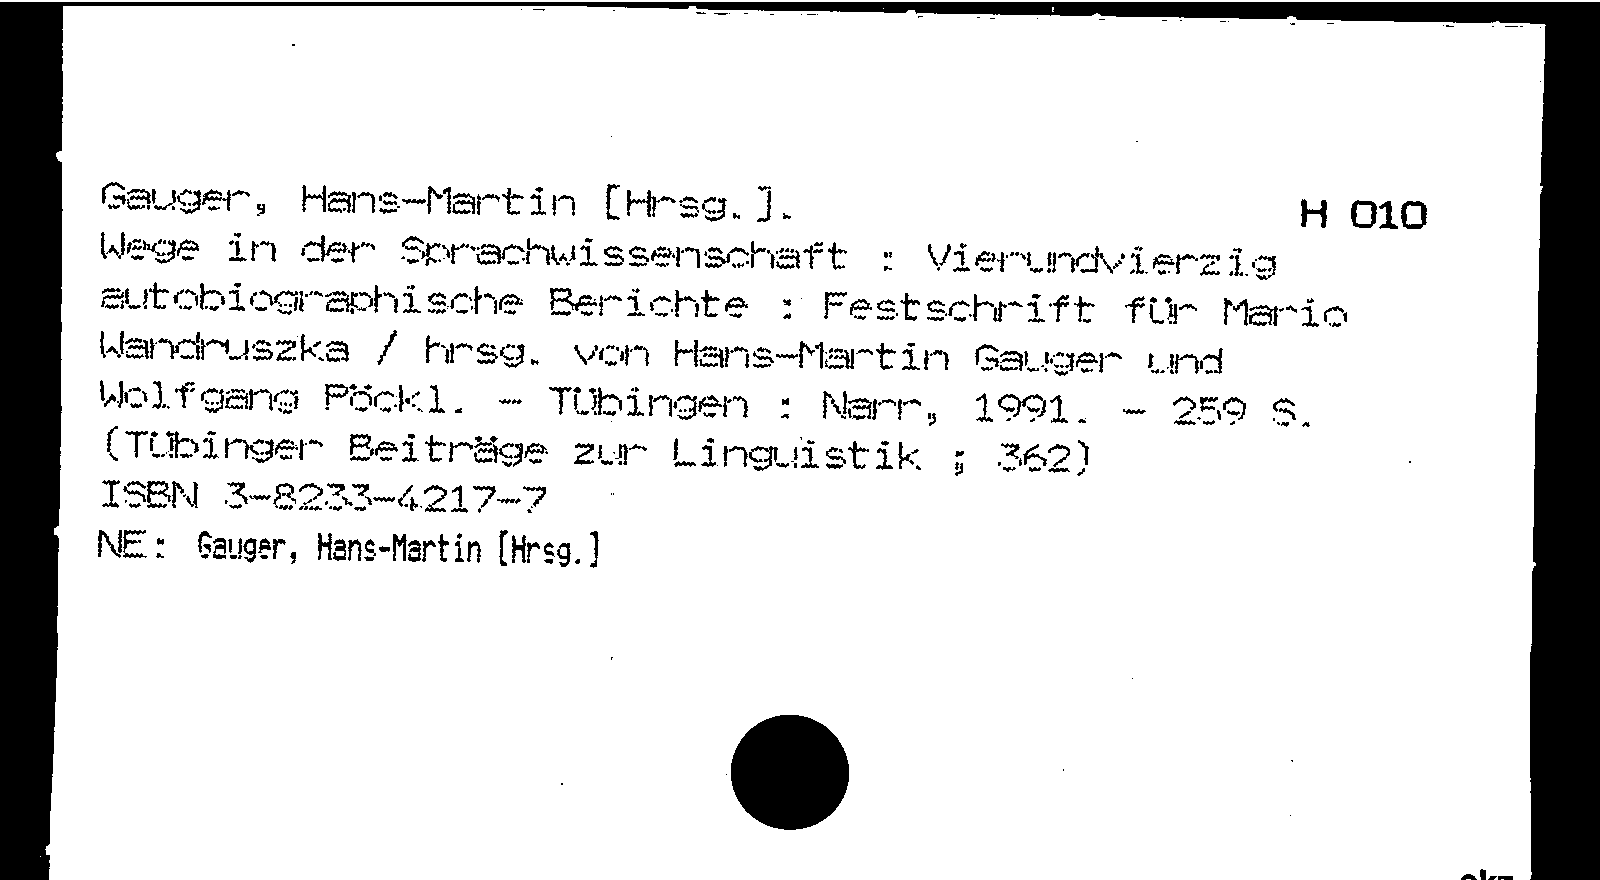 Gauger, Hans-Martin [Hrsg.].
H 010
Wege in der Sprachwissenschaft : Vierundvierzig
autobiographische Berichte : Festschrift für Mario
Wandruszka / hrsg. von Hans-Martin Gauger und
Wolfgang Pöckl. - Tübingen : Narr, 1991. - 259 S.
(Tübinger Beiträge zur Linguistik ; 362)
ISBN 3-8233-4217-7
NE: Gauger, Hans-Martin [Hrsg.]